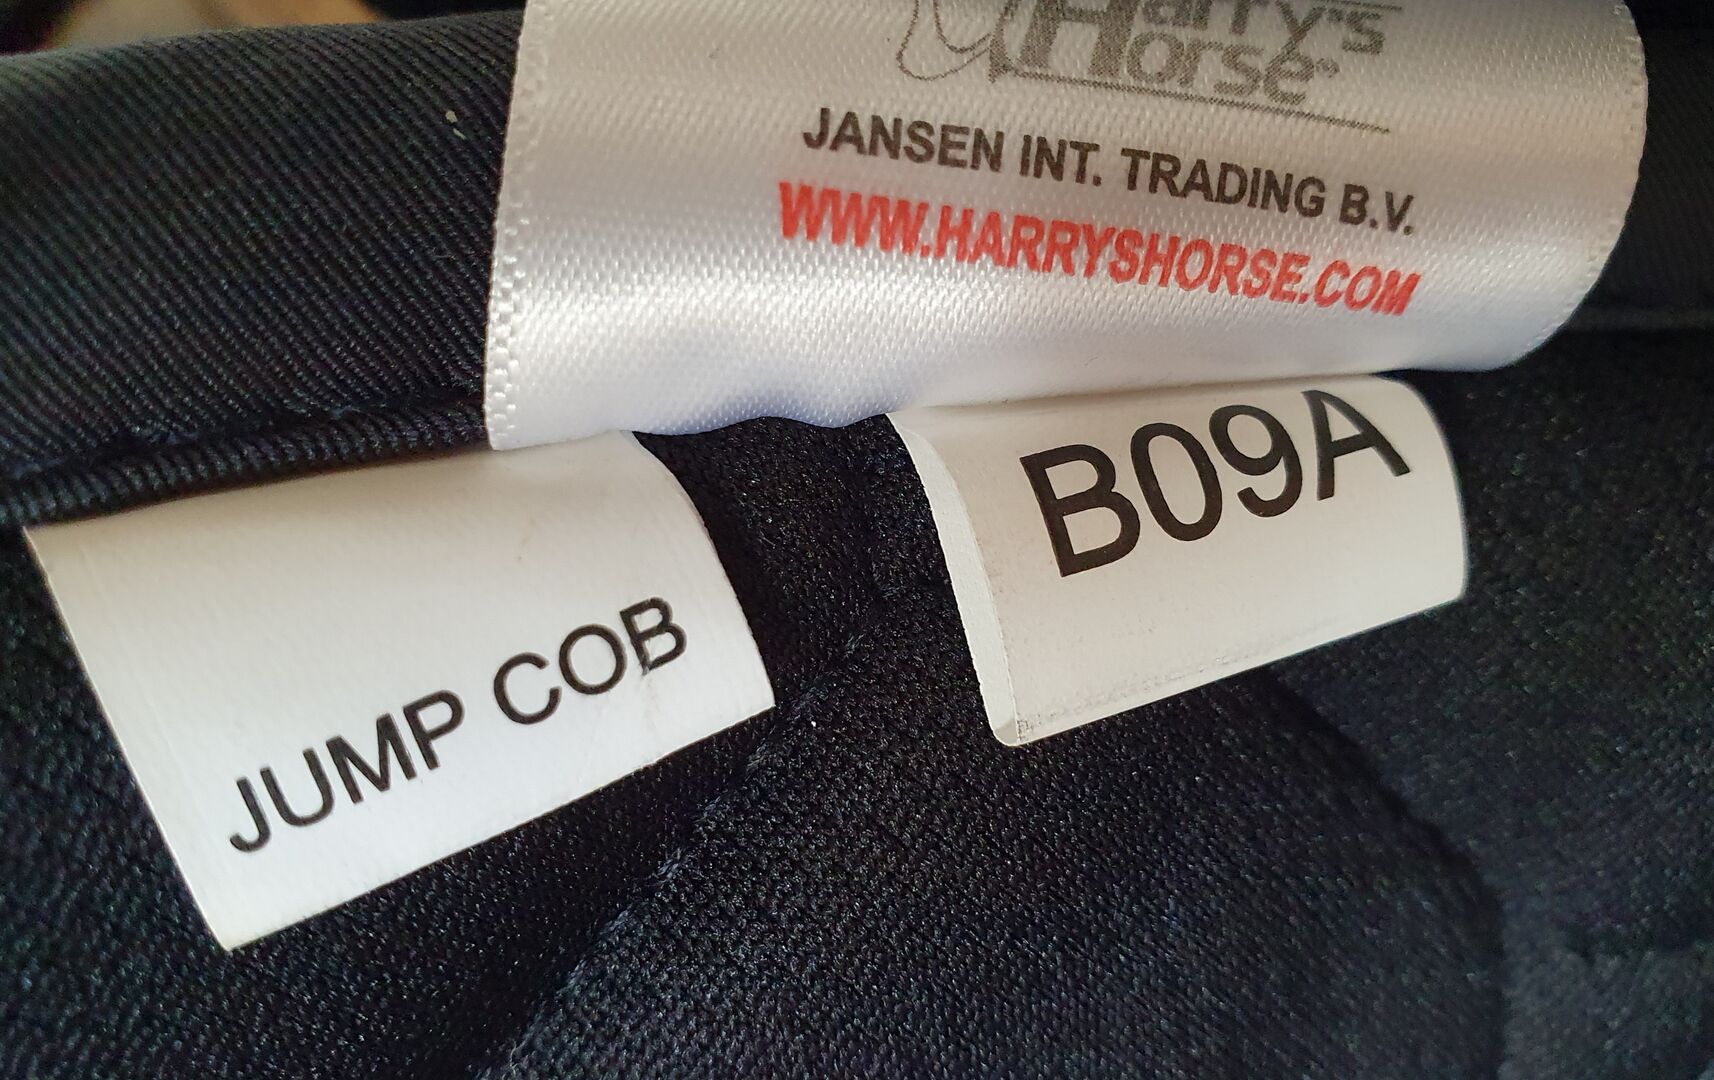 Harry's
Horse
JANSEN INT. TRADING B.V.
WWW.HARRYSHORSE.COM
B09A
JUMP COB